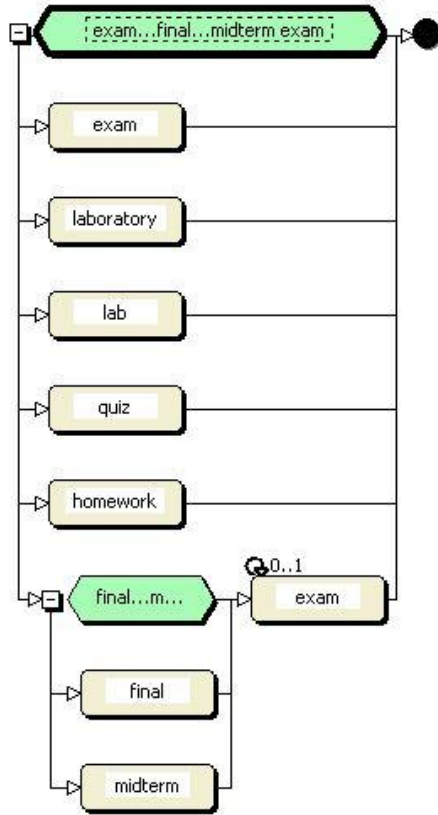 exam...final...midterm exam
exam
laboratory
lab
quiz
homework
final...m...
0..1
exam
final
midterm